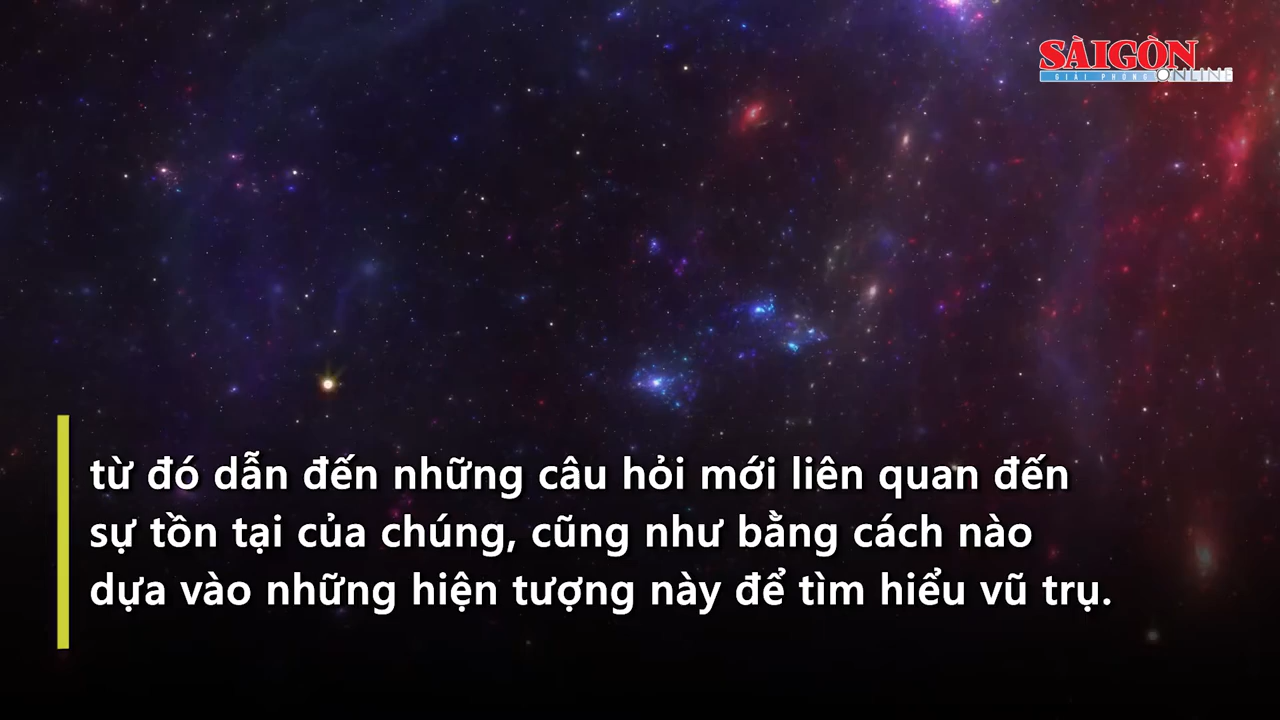 SÀIGÒN
GIẢI PHÓNG ONLINE
từ đó dẫn đến những câu hỏi mới liên quan đến
sự tồn tại của chúng, cũng như bằng cách nào
dựa vào những hiện tượng này để tìm hiểu vũ trụ.